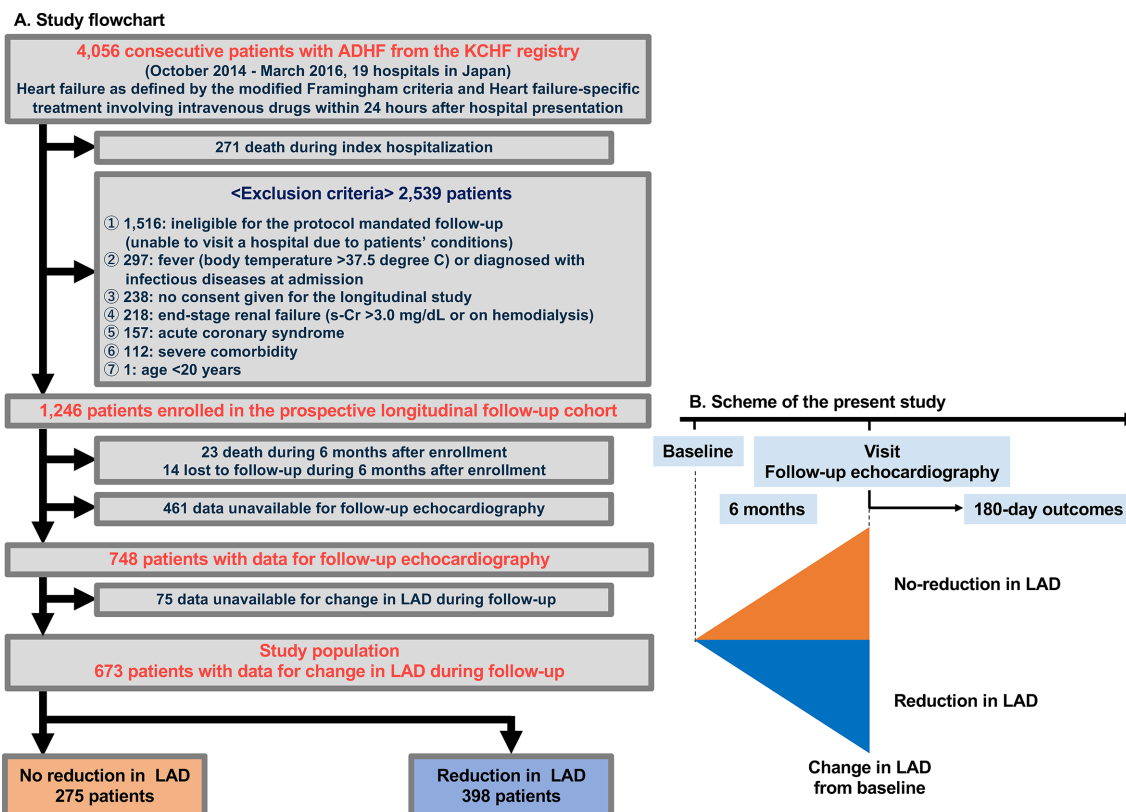 A. Study flowchart
4,056 consecutive patients with ADHF from the KCHF registry
(October 2014 - March 2016, 19 hospitals in Japan)
Heart failure as defined by the modified Framingham criteria and Heart failure-specific
treatment involving intravenous drugs within 24 hours after hospital presentation
271 death during index hospitalization
<Exclusion criteria> 2,539 patients
① 1,516: ineligible for the protocol mandated follow-up
(unable to visit a hospital due to patients’ conditions)
② 297: fever (body temperature >37.5 degree C) or diagnosed with
infectious diseases at admission
③ 238: no consent given for the longitudinal study
④ 218: end-stage renal failure (s-Cr >3.0 mg/dL or on hemodialysis)
⑤ 157: acute coronary syndrome
⑥ 112: severe comorbidity
⑦ 1: age <20 years
1,246 patients enrolled in the prospective longitudinal follow-up cohort
23 death during 6 months after enrollment
14 lost to follow-up during 6 months after enrollment
461 data unavailable for follow-up echocardiography
748 patients with data for follow-up echocardiography
75 data unavailable for change in LAD during follow-up
Study population
673 patients with data for change in LAD during follow-up
No reduction in LAD
275 patients
Reduction in LAD
398 patients
B. Scheme of the present study
Baseline
Visit
Follow-up echocardiography
6 months
180-day outcomes
No-reduction in LAD
Reduction in LAD
Change in LAD
from baseline